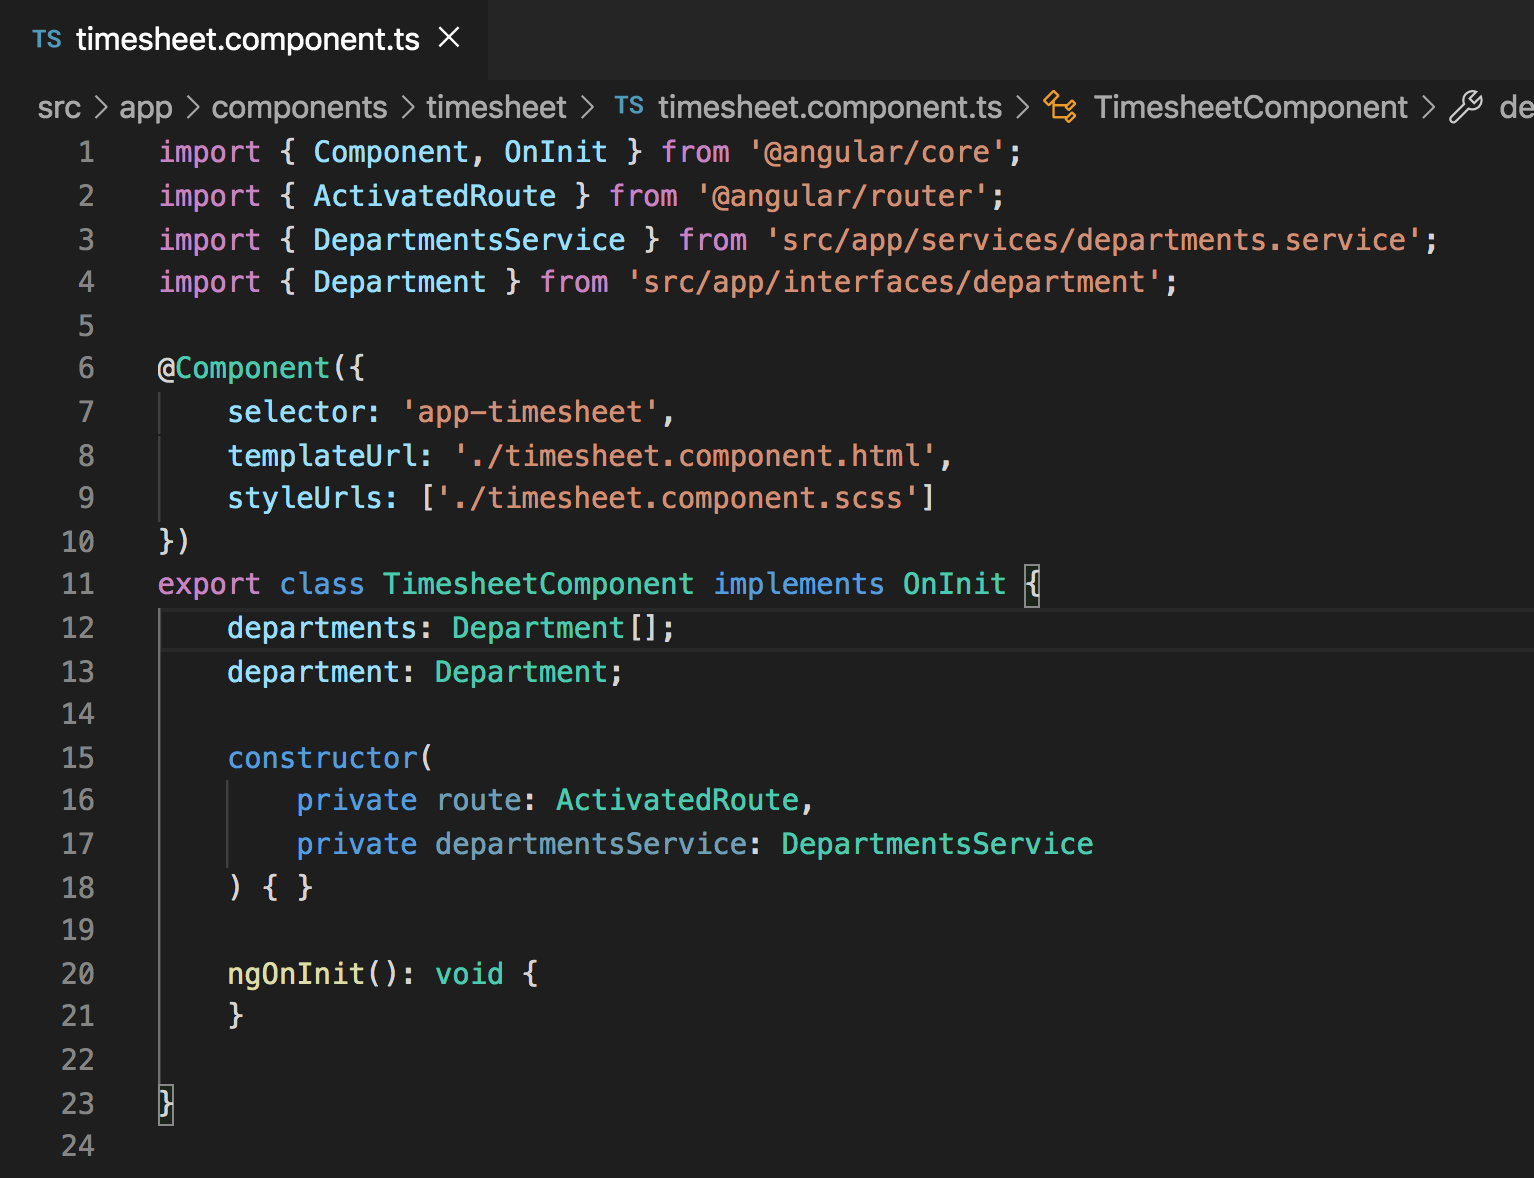 TS timesheet.component.ts ×
src > app > components > timesheet > TS timesheet.component.ts > TimesheetComponent > de
1 import { Component, OnInit } from '@angular/core';
2 import { ActivatedRoute } from '@angular/router';
3 import { DepartmentsService } from 'src/app/services/departments.service';
4 import { Department } from 'src/app/interfaces/department';
5
6 @Component({
7     selector: 'app-timesheet',
8     templateUrl: './timesheet.component.html',
9     styleUrls: ['./timesheet.component.scss']
10 })
11 export class TimesheetComponent implements OnInit {
12     departments: Department[];
13     department: Department;
14
15     constructor(
16         private route: ActivatedRoute,
17         private departmentsService: DepartmentsService
18     ) { }
19
20     ngOnInit(): void {
21     }
22
23 }
24